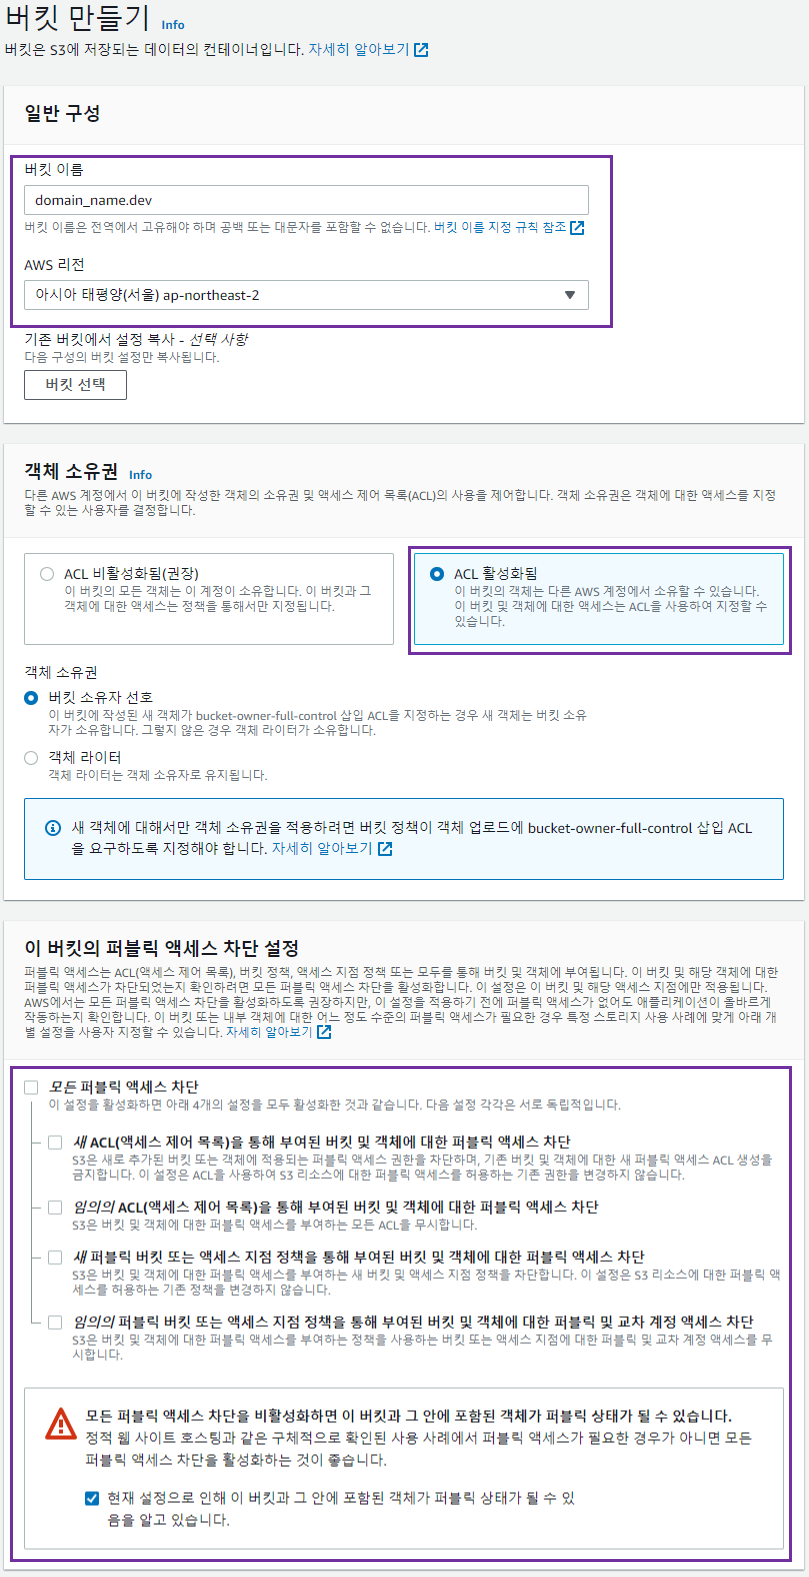 버킷 만들기 Info
버킷은 S3에 저장되는 데이터의 컨테이너입니다. 자세히 알아보기
일반 구성
버킷 이름
domain_name.dev
버킷 이름은 전역에서 고유해야 하며 공백 또는 대문자를 포함할 수 없습니다. 버킷 이름 지정 규칙 참조
AWS 리전
아시아 태평양(서울) ap-northeast-2
기존 버킷에서 설정 복사 - 선택 사항
다음 구성의 버킷 설정만 복사됩니다.
버킷 선택
객체 소유권 Info
다른 AWS 계정에서 이 버킷에 작성한 객체의 소유권 및 액세스 제어 목록(ACL)의 사용을 제어합니다. 객체 소유권은 객체에 대한 액세스를 지정
할 수 있는 사용자를 결정합니다.
ACL 비활성화됨(권장)
이 버킷의 모든 객체는 이 계정이 소유합니다. 이 버킷과 그
객체에 대한 액세스는 정책을 통해서만 지정됩니다.
ACL 활성화됨
이 버킷의 객체는 다른 AWS 계정에서 소유할 수 있습니다.
이 버킷 및 객체에 대한 액세스는 ACL을 사용하여 지정할 수
있습니다.
객체 소유권
버킷 소유자 선호
이 버킷에 작성된 새 객체가 bucket-owner-full-control 삽입 ACL을 지정하는 경우 새 객체는 버킷 소유
자가 소유합니다. 그렇지 않은 경우 객체 라이터가 소유합니다.
객체 라이터
객체 라이터는 객체 소유자로 유지됩니다.
새 객체에 대해서만 객체 소유권을 적용하려면 버킷 정책이 객체 업로드에 bucket-owner-full-control 삽입 ACL
을 요구하도록 지정해야 합니다. 자세히 알아보기
이 버킷의 퍼블릭 액세스 차단 설정
퍼블릭 액세스는 ACL(액세스 제어 목록), 버킷 정책, 액세스 지점 정책 또는 모두를 통해 버킷 및 객체에 부여됩니다. 이 버킷 및 해당 객체에 대한
퍼블릭 액세스가 차단되었는지 확인하려면 모든 퍼블릭 액세스 차단을 활성화합니다. 이 설정은 이 버킷 및 해당 액세스 지점에만 적용됩니다.
AWS에서는 모든 퍼블릭 액세스 차단을 활성화하도록 권장하지만, 이 설정을 적용하기 전에 퍼블릭 액세스가 없어도 애플리케이션이 올바르게
작동하는지 확인합니다. 이 버킷 또는 내부 객체에 대한 어느 정도 수준의 퍼블릭 액세스가 필요한 경우 특정 스토리지 사용 사례에 맞게 아래 개
별 설정을 사용자 지정할 수 있습니다. 자세히 알아보기
모든 퍼블릭 액세스 차단
이 설정을 활성화하면 아래 4개의 설정을 모두 활성화한 것과 같습니다. 다음 설정 각각은 서로 독립적입니다.
새 ACL(액세스 제어 목록)을 통해 부여된 버킷 및 객체에 대한 퍼블릭 액세스 차단
S3은 새로 추가된 버킷 또는 객체에 적용되는 퍼블릭 액세스 권한을 차단하며, 기존 버킷 및 객체에 대한 새 퍼블릭 액세스 ACL 생성을
금지합니다. 이 설정은 ACL을 사용하여 S3 리소스에 대한 퍼블릭 액세스를 허용하는 기존 권한을 변경하지 않습니다.
임의의 ACL(액세스 제어 목록)을 통해 부여된 버킷 및 객체에 대한 퍼블릭 액세스 차단
S3은 버킷 및 객체에 대한 퍼블릭 액세스를 부여하는 모든 ACL을 무시합니다.
새 퍼블릭 버킷 또는 액세스 지점 정책을 통해 부여된 버킷 및 객체에 대한 퍼블릭 액세스 차단
S3은 버킷 및 객체에 대한 퍼블릭 액세스를 부여하는 새 버킷 및 액세스 지점 정책을 차단합니다. 이 설정은 S3 리소스에 대한 퍼블릭 액
세스를 허용하는 기존 정책을 변경하지 않습니다.
임의의 퍼블릭 버킷 또는 액세스 지점 정책을 통해 부여된 버킷 및 객체에 대한 퍼블릭 및 교차 계정 액세스 차단
S3은 버킷 및 객체에 대한 퍼블릭 액세스를 부여하는 정책을 사용하는 버킷 또는 액세스 지점에 대한 퍼블릭 및 교차 계정 액세스를 무
시합니다.
모든 퍼블릭 액세스 차단을 비활성화하면 이 버킷과 그 안에 포함된 객체가 퍼블릭 상태가 될 수 있습니다.
정적 웹 사이트 호스팅과 같은 구체적으로 확인된 사용 사례에서 퍼블릭 액세스가 필요한 경우가 아니면 모든
퍼블릭 액세스 차단을 활성화하는 것이 좋습니다.
현재 설정으로 인해 이 버킷과 그 안에 포함된 객체가 퍼블릭 상태가 될 수 있
음을 알고 있습니다.